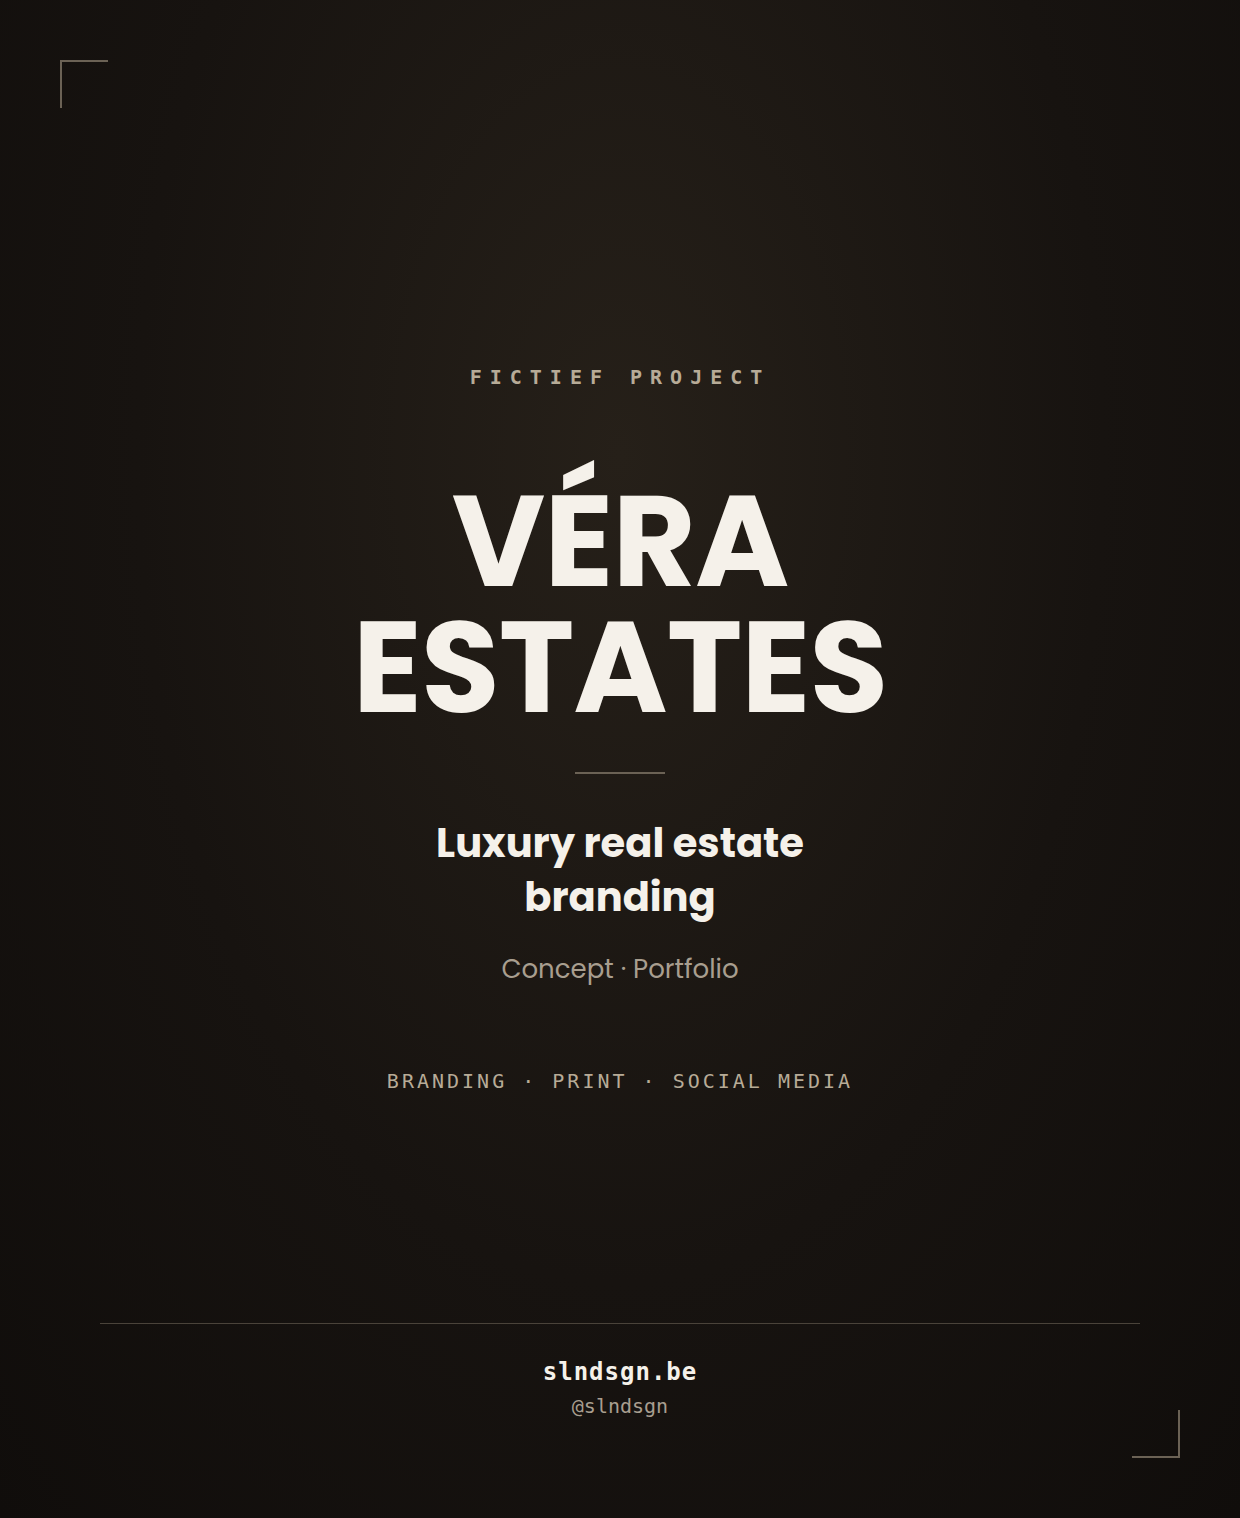 FICTIEF PROJECT
VÉRA
ESTATES
Luxury real estate
branding
Concept · Portfolio
BRANDING · PRINT · SOCIAL MEDIA
slndsgn.be
@slndsgn